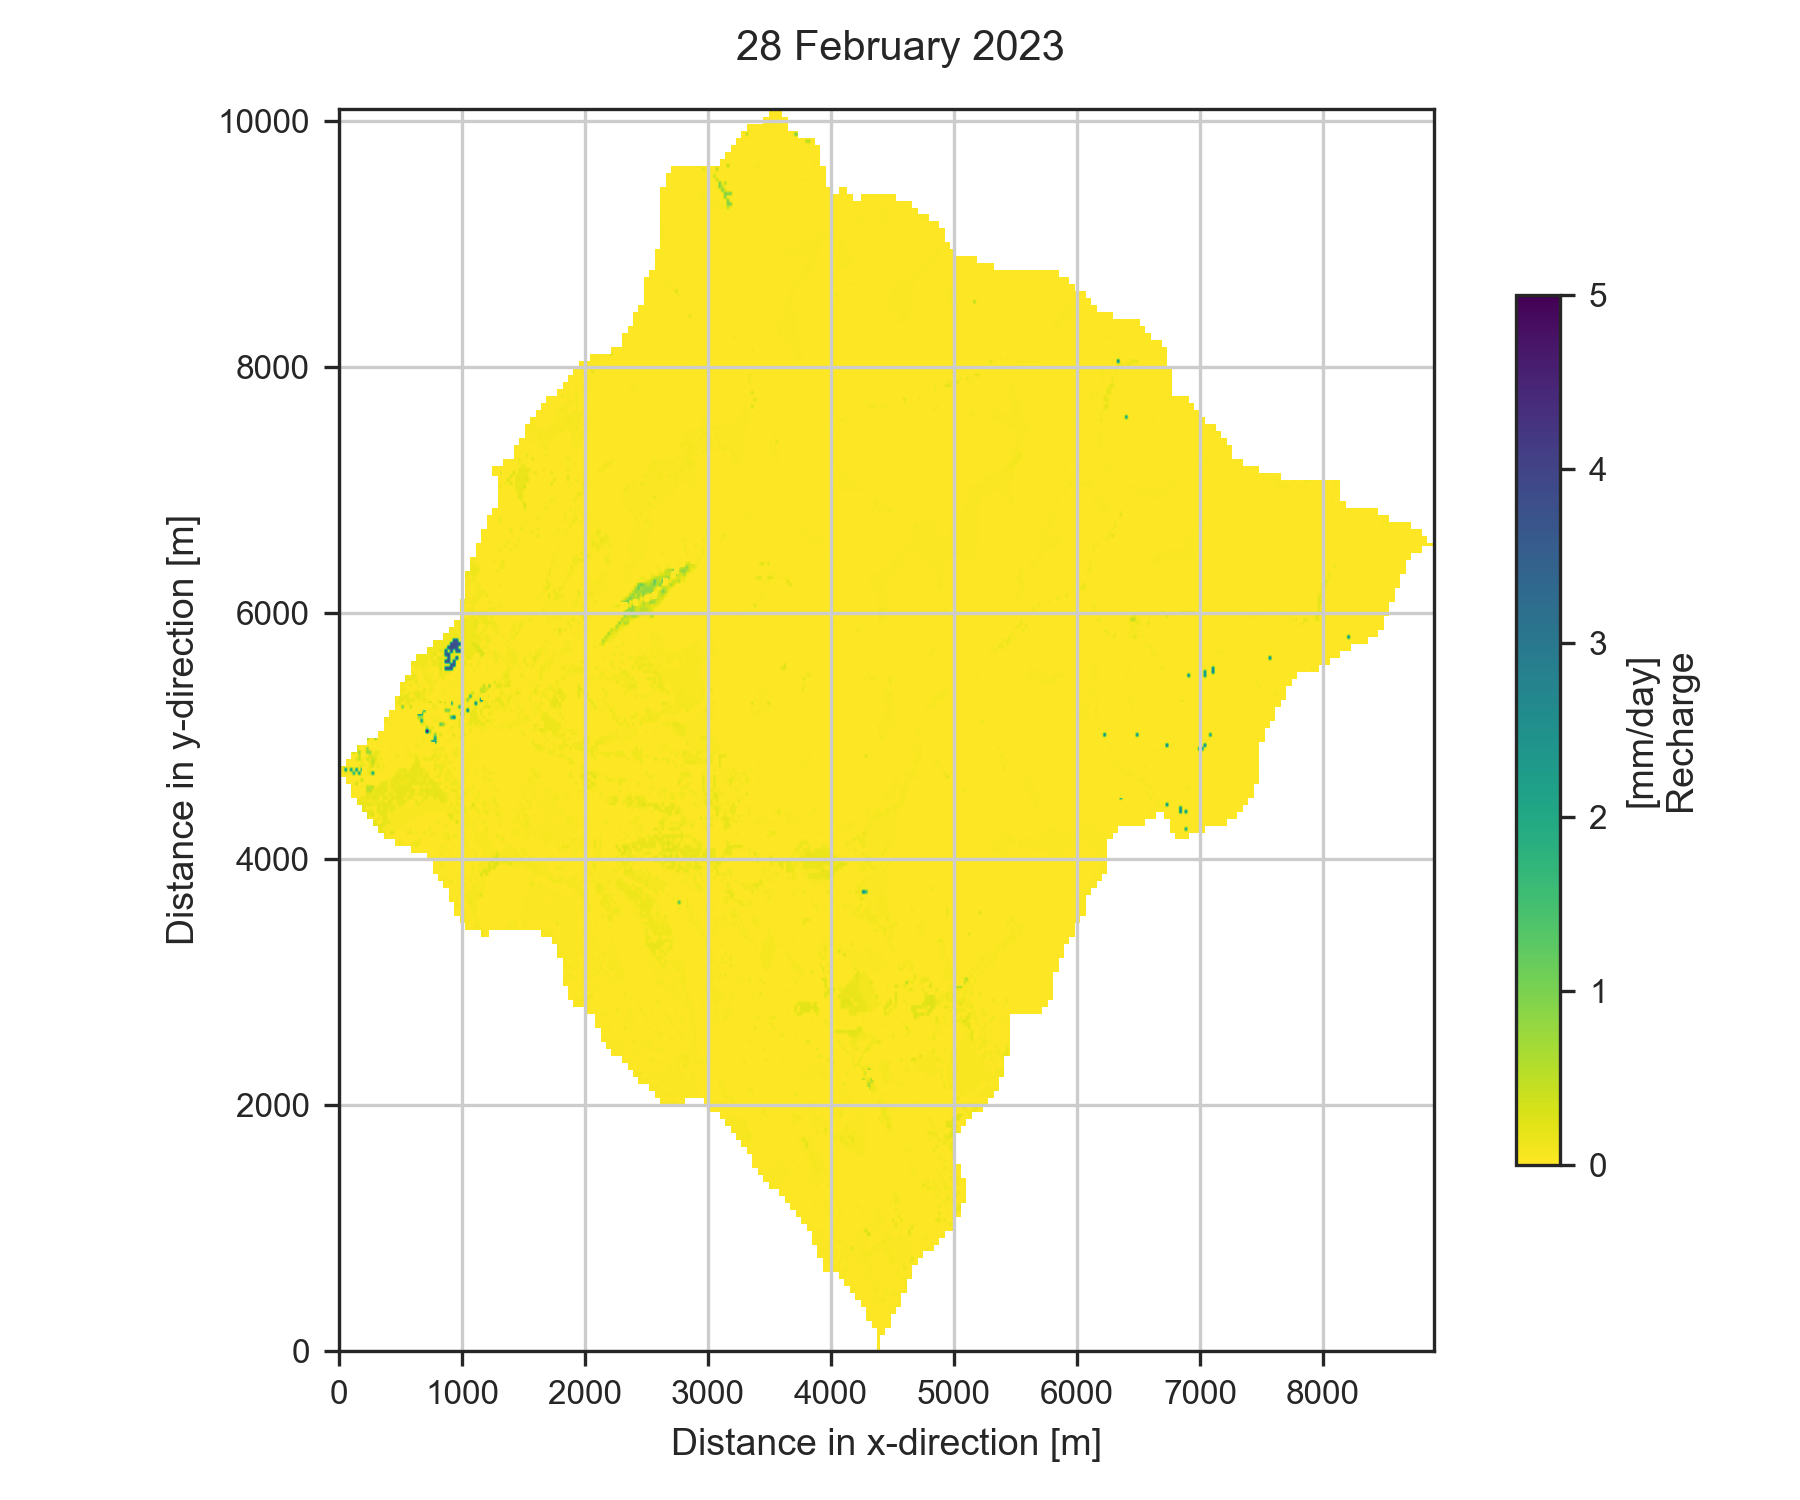 28 February 2023
10000
8000
6000
4000
2000
0
Distance in y-direction [m]
0 1000 2000 3000 4000 5000 6000 7000 8000
Distance in x-direction [m]
5
4
3
2
1
0
[mm/day]
Recharge